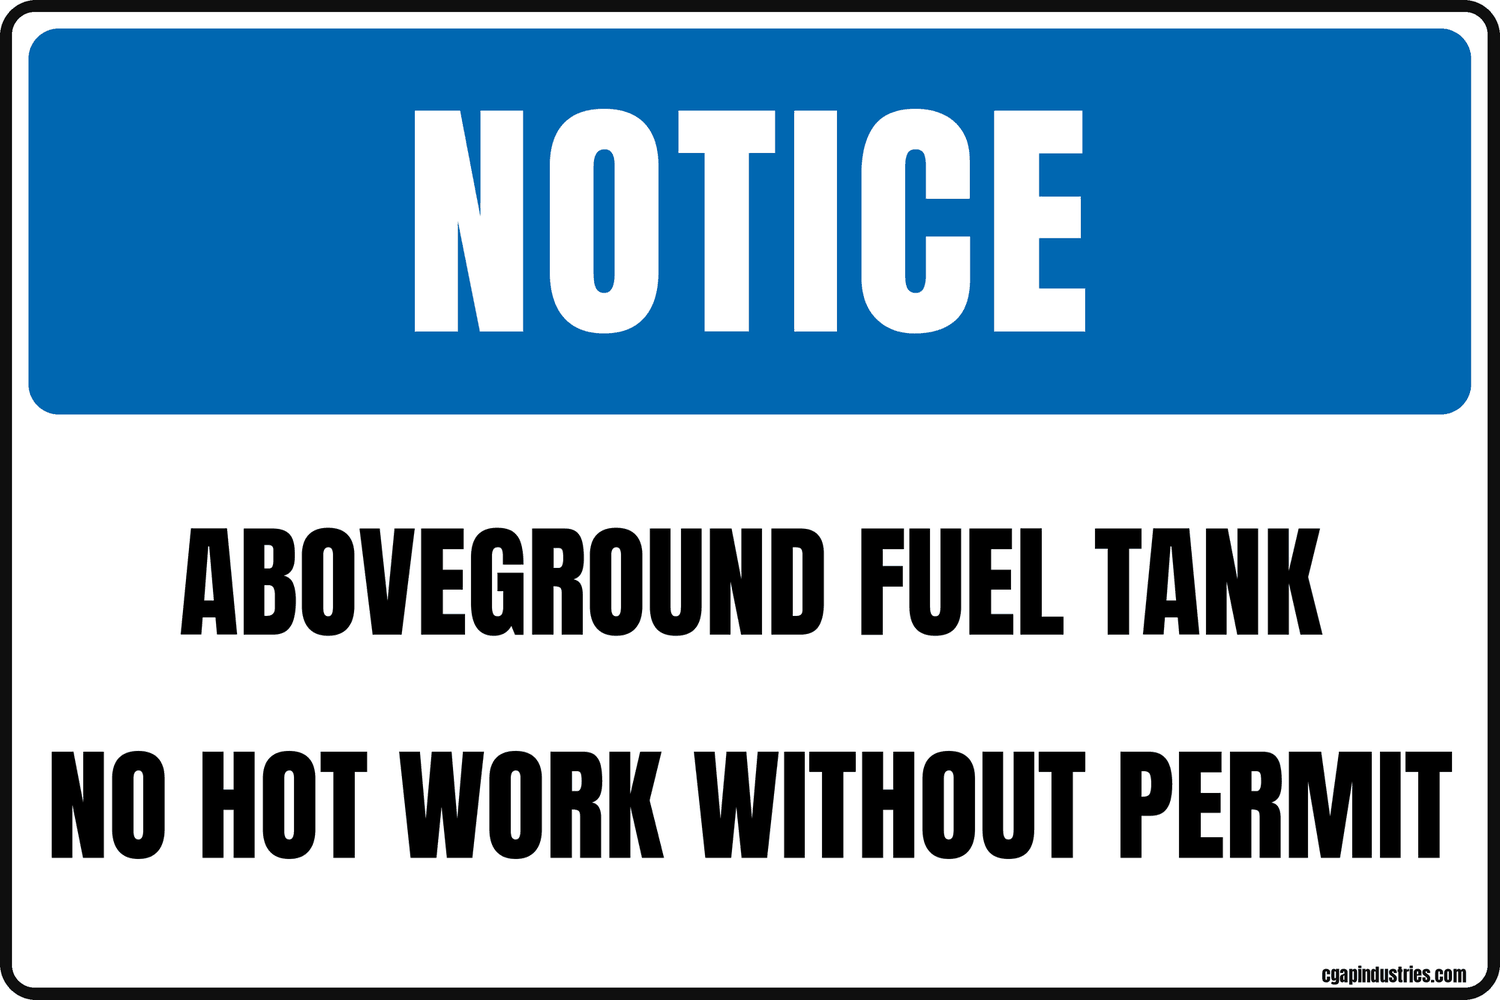 NOTICE
ABOVEGROUND FUEL TANK
NO HOT WORK WITHOUT PERMIT
cgapindustries.com